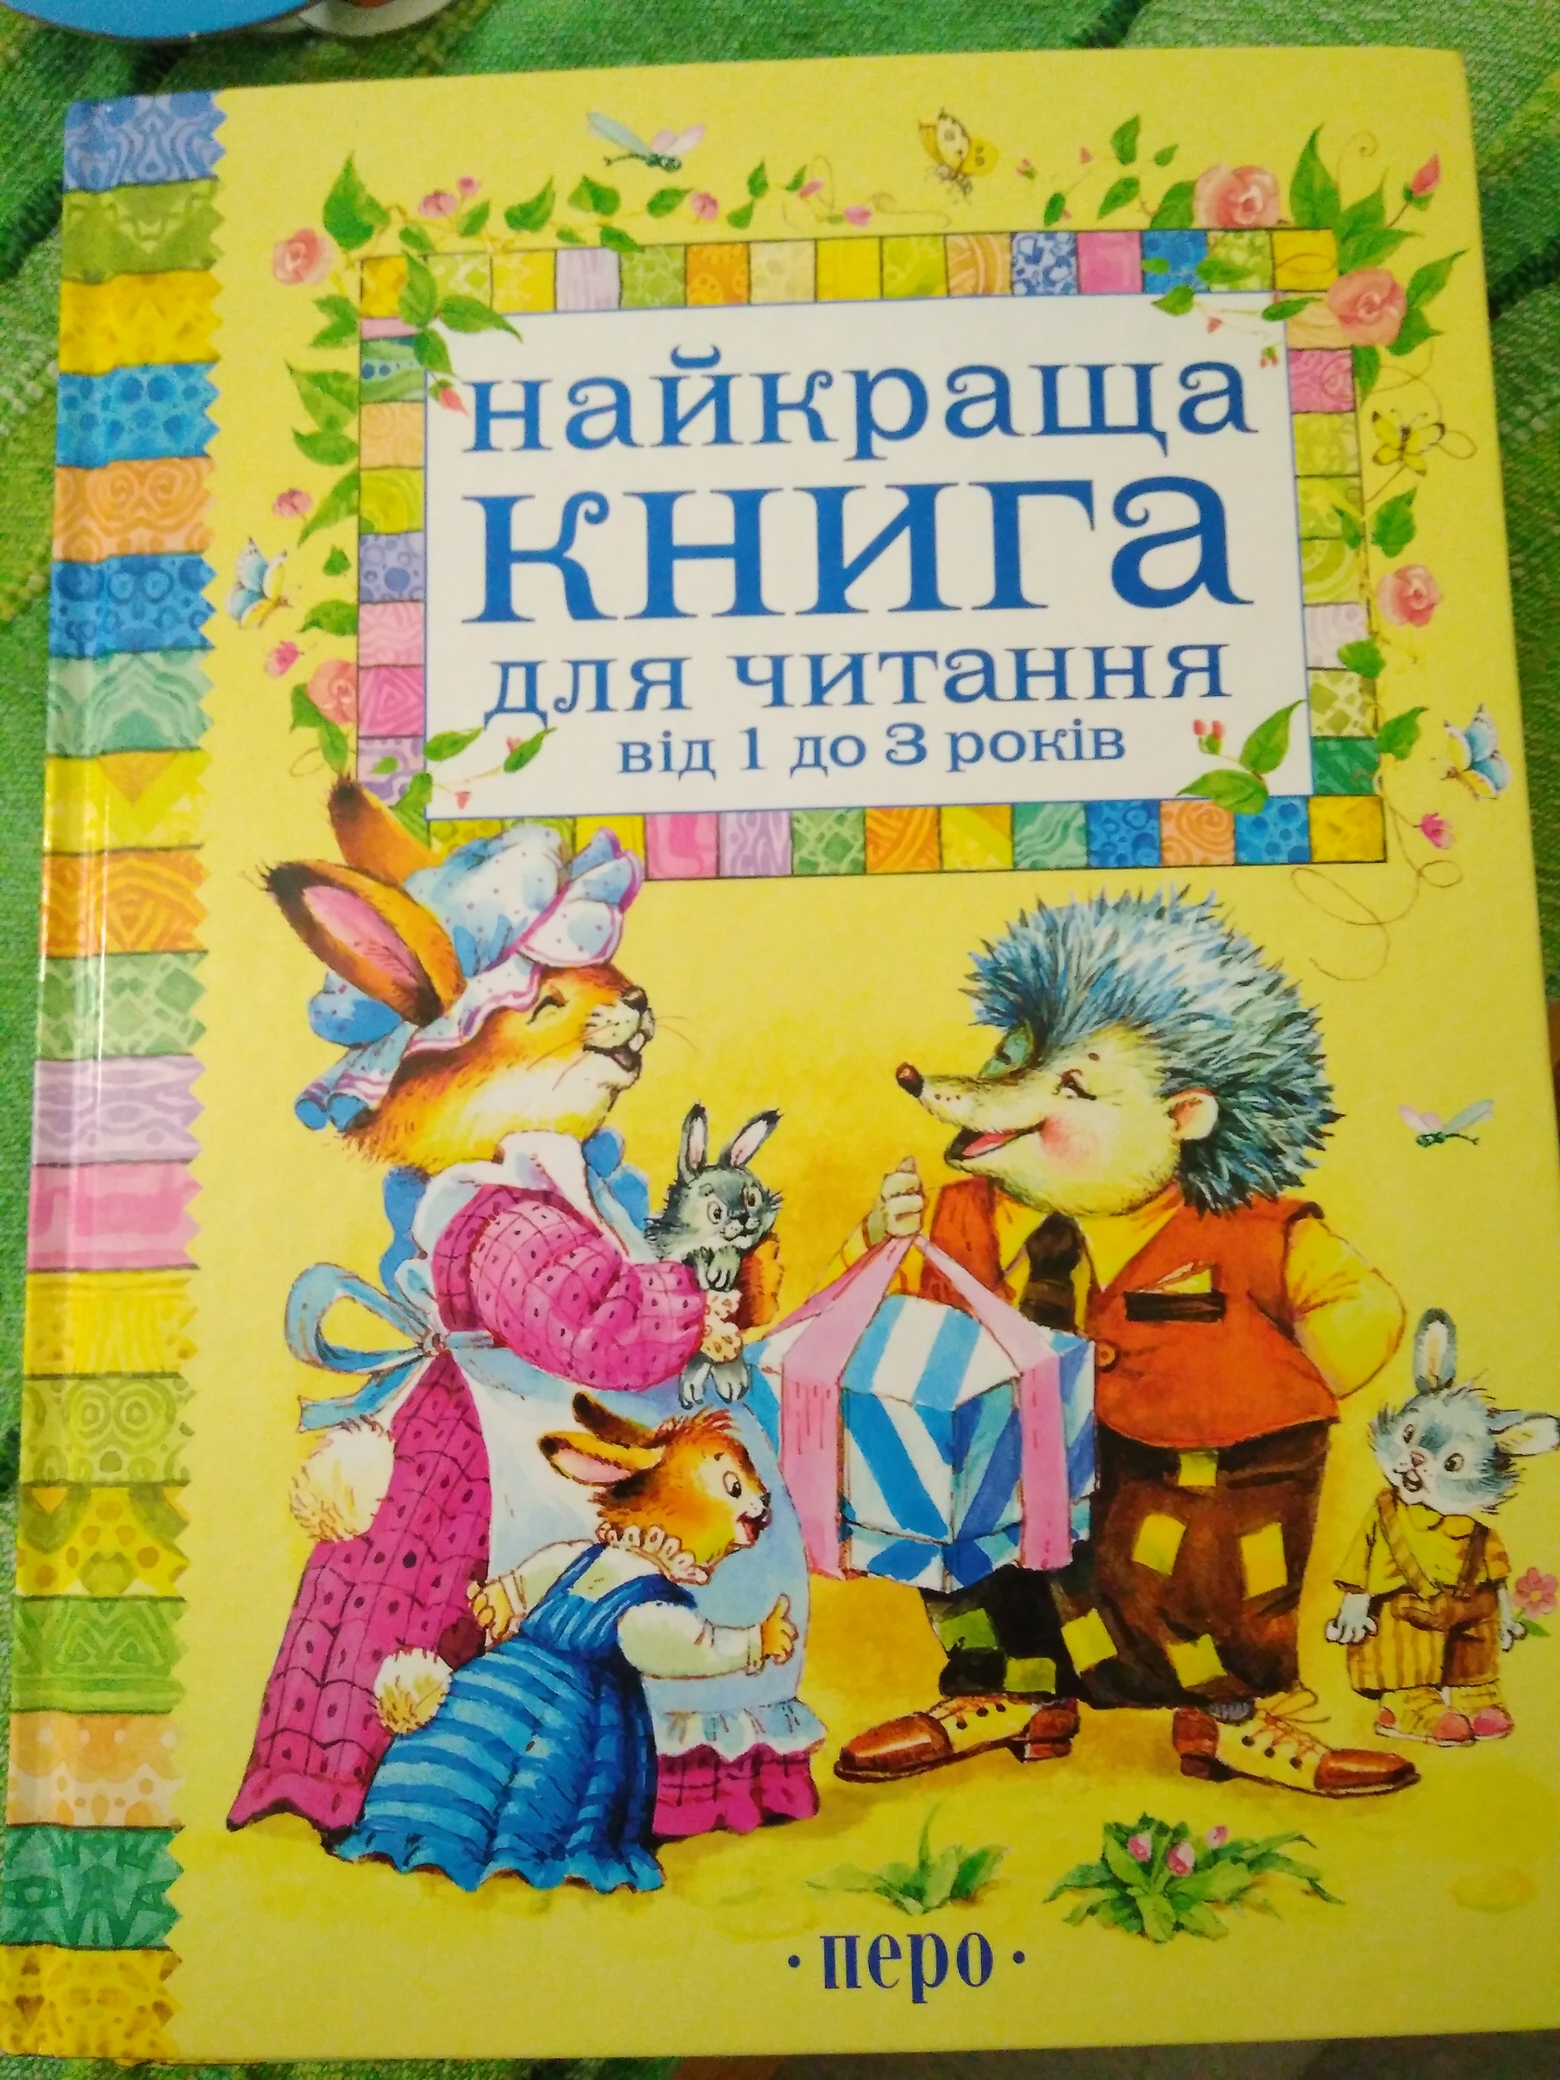 найкраща
книга
для читання
від 1 до 3 років
·перо·